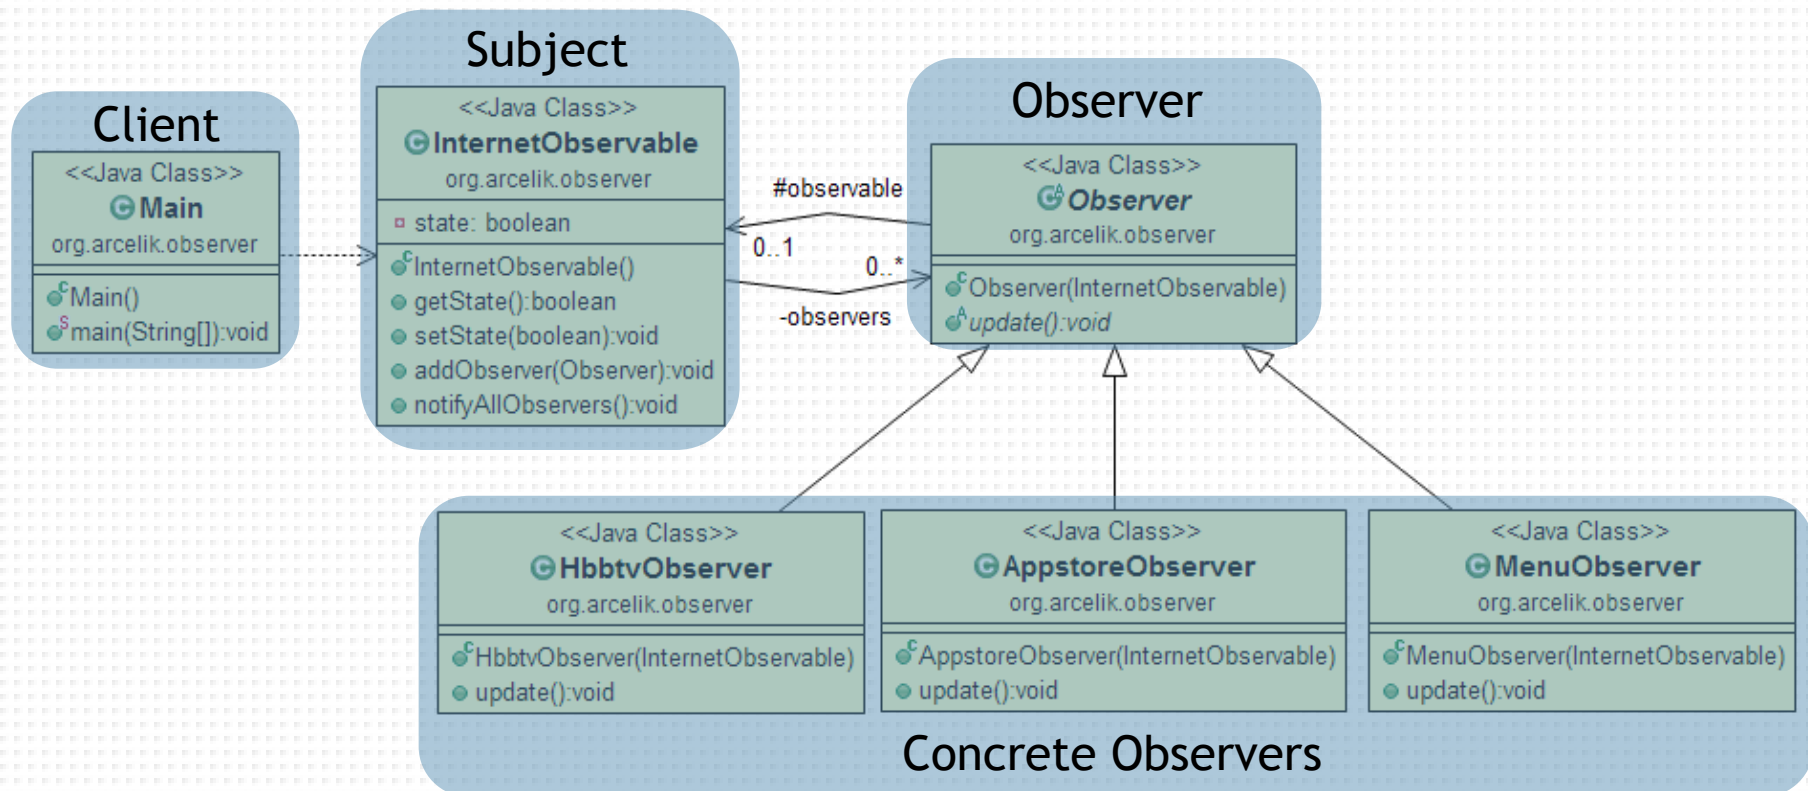 Client
<<Java Class>>
Main
org.arcelik.observer
Main()
main(String[]):void
Subject
<<Java Class>>
InternetObservable
org.arcelik.observer
state: boolean
InternetObservable()
getState():boolean
setState(boolean):void
addObserver(Observer):void
notifyAllObservers():void
#observable
0..1
0..*
-observers
Observer
<<Java Class>>
Observer
org.arcelik.observer
Observer(InternetObservable)
update():void
<<Java Class>>
HbbtvObserver
org.arcelik.observer
HbbtvObserver(InternetObservable)
update():void
<<Java Class>>
AppstoreObserver
org.arcelik.observer
AppstoreObserver(InternetObservable)
update():void
<<Java Class>>
MenuObserver
org.arcelik.observer
MenuObserver(InternetObservable)
update():void
Concrete Observers